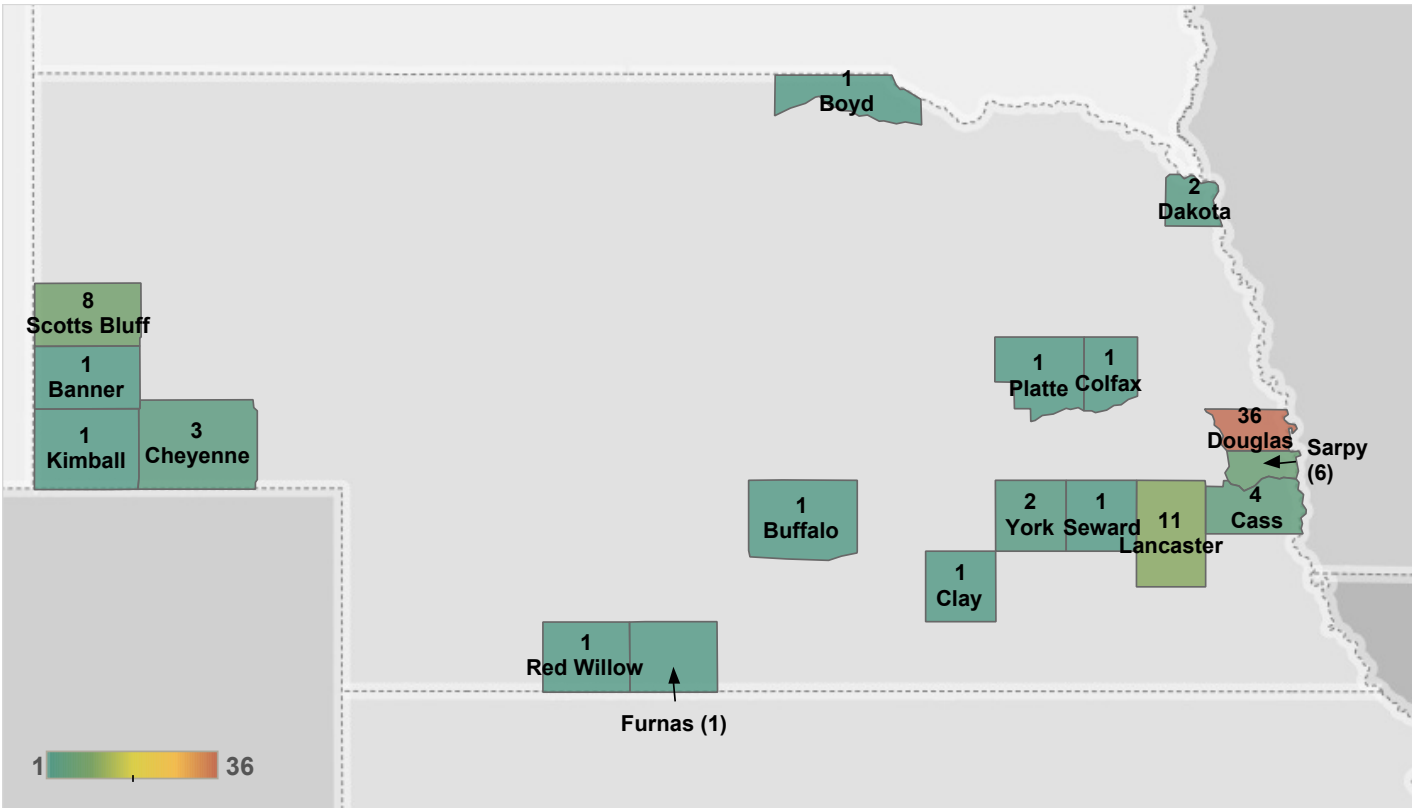 1
Boyd
2
Dakota
8
Scotts Bluff
1
Banner
1
Kimball
3
Cheyenne
1
Platte
1
Colfax
36
Douglas
Sarpy
(6)
4
Cass
1
Buffalo
2
York
1
Seward
11
Lancaster
1
Clay
1
Red Willow
Furnas (1)
1 36